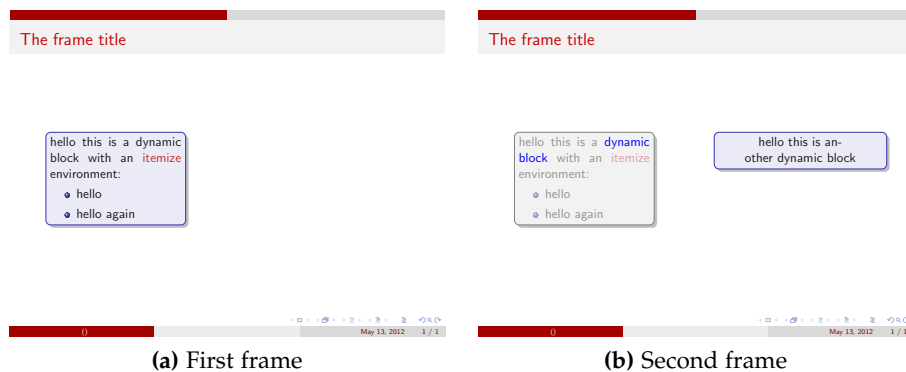 The frame title
hello this is a dynamic
block with an itemize
environment:
hello
hello again
()
May 13, 2012 1 / 1
(a) First frame
The frame title
hello this is a dynamic
block with an itemize
environment:
hello
hello again
hello this is an-
other dynamic block
()
May 13, 2012 1 / 1
(b) Second frame